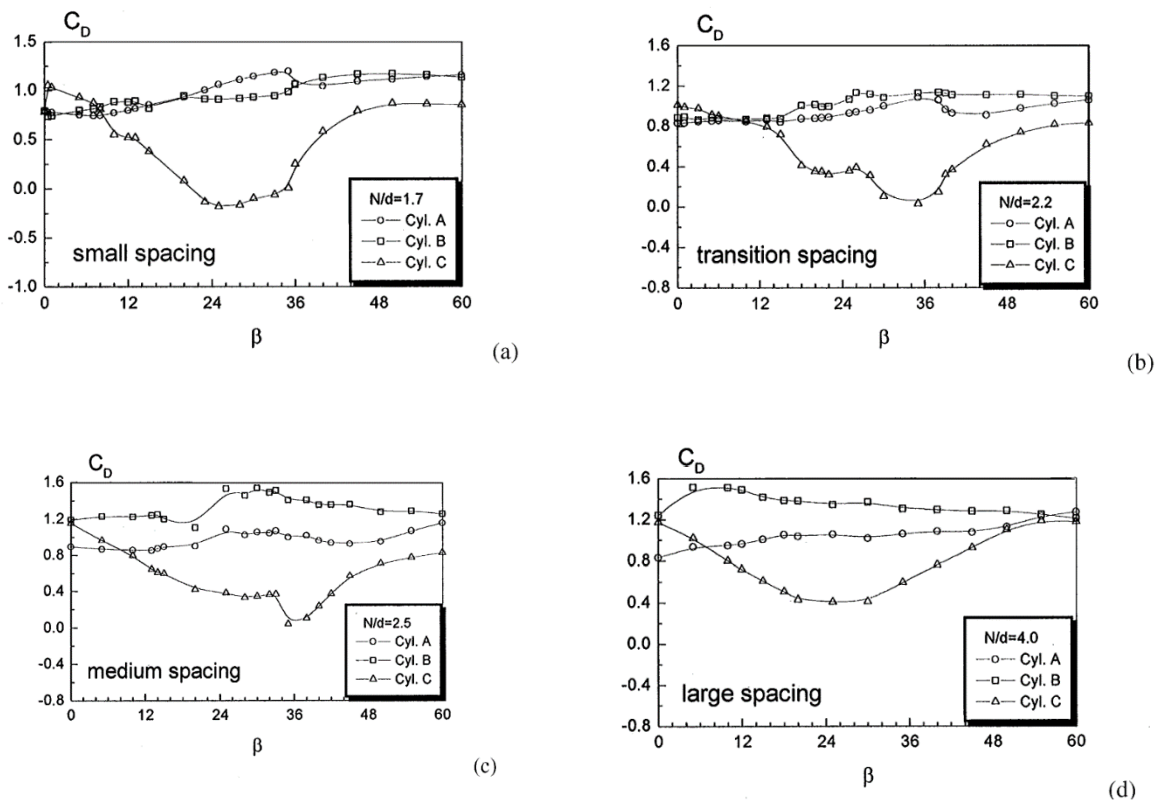 C_D
1.5
1.0
0.5
0.0
-0.5
-1.0
0 12 24 36 48 60
β
small spacing
N/d=1.7
Cyl. A
Cyl. B
Cyl. C
(a)
C_D
1.6
1.2
0.8
0.4
0.0
-0.4
-0.8
0 12 24 36 48 60
β
transition spacing
N/d=2.2
Cyl. A
Cyl. B
Cyl. C
(b)
C_D
1.6
1.2
0.8
0.4
0.0
-0.4
-0.8
0 12 24 36 48 60
β
medium spacing
N/d=2.5
Cyl. A
Cyl. B
Cyl. C
(c)
C_D
1.6
1.2
0.8
0.4
0.0
-0.4
-0.8
0 12 24 36 48 60
β
large spacing
N/d=4.0
Cyl. A
Cyl. B
Cyl. C
(d)